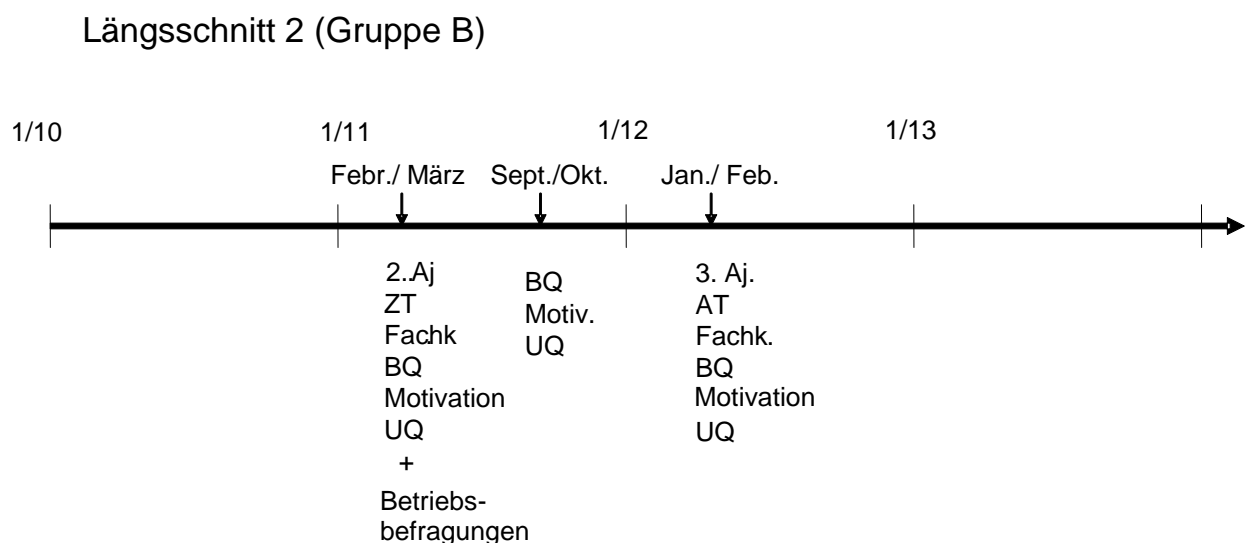 Längsschnitt 2 (Gruppe B)
1/10
1/11
1/12
1/13
Febr./ März
Sept./Okt.
Jan./ Feb.
2..Aj
ZT
Fachk
BQ
Motivation
UQ
+
Betriebs-
befragungen
BQ
Motiv.
UQ
3. Aj.
AT
Fachk.
BQ
Motivation
UQ